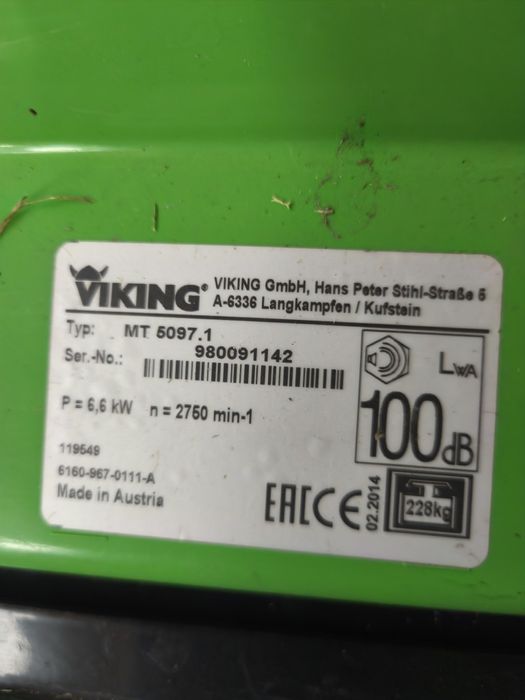 VIKING® VIKING GmbH, Hans Peter Stihl-Straße 5
A-6336 Langkampfen / Kufstein
Typ: MT 5097.1
Ser.-No.: 980091142
P = 6,6 kW n = 2750 min-1
LWA
100dB
119549
6160-967-0111-A
Made in Austria
EAC CE 02.2014 228kg